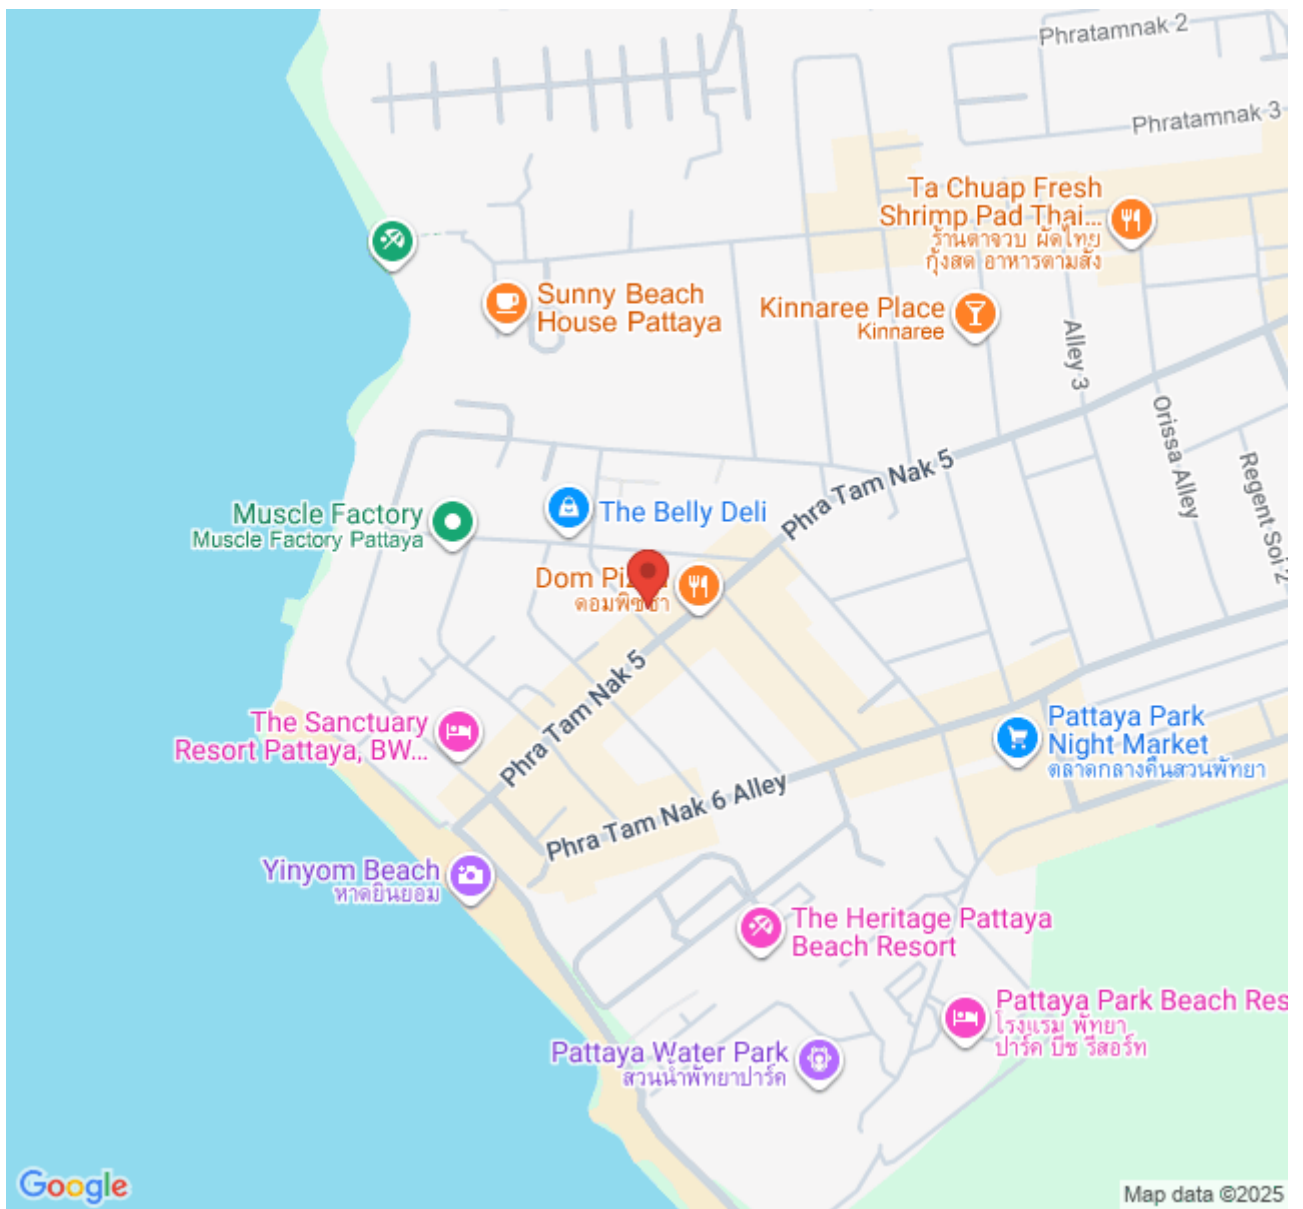 Phratamnak 2
Phratamnak 3
Ta Chuap Fresh
Shrimp Pad Thai...
ร้านตาจวบ ผัดไทย
กุ้งสด อาหารตามสั่ง
Sunny Beach
House Pattaya
Kinnaree Place
Kinnaree
Alley 3
Orissa Alley
Regent Soi 2
Phra Tam Nak 5
Muscle Factory
Muscle Factory Pattaya
The Belly Deli
Dom
Phra Tam Nak 5
The Sanctuary
Resort Pattaya, BW...
Pattaya Park
Night Market
ตลาดกลางคืนสวนพัทยา
Phra Tam Nak 6 Alley
Yinyom Beach
หาดยินยอม
The Heritage Pattaya
Beach Resort
Pattaya Park Beach Res
โรงแรม พัทยา
ปาร์ค บีช รีสอร์ท
Pattaya Water Park
สวนน้ำพัทยาปาร์ค
Google
Map data ©2025